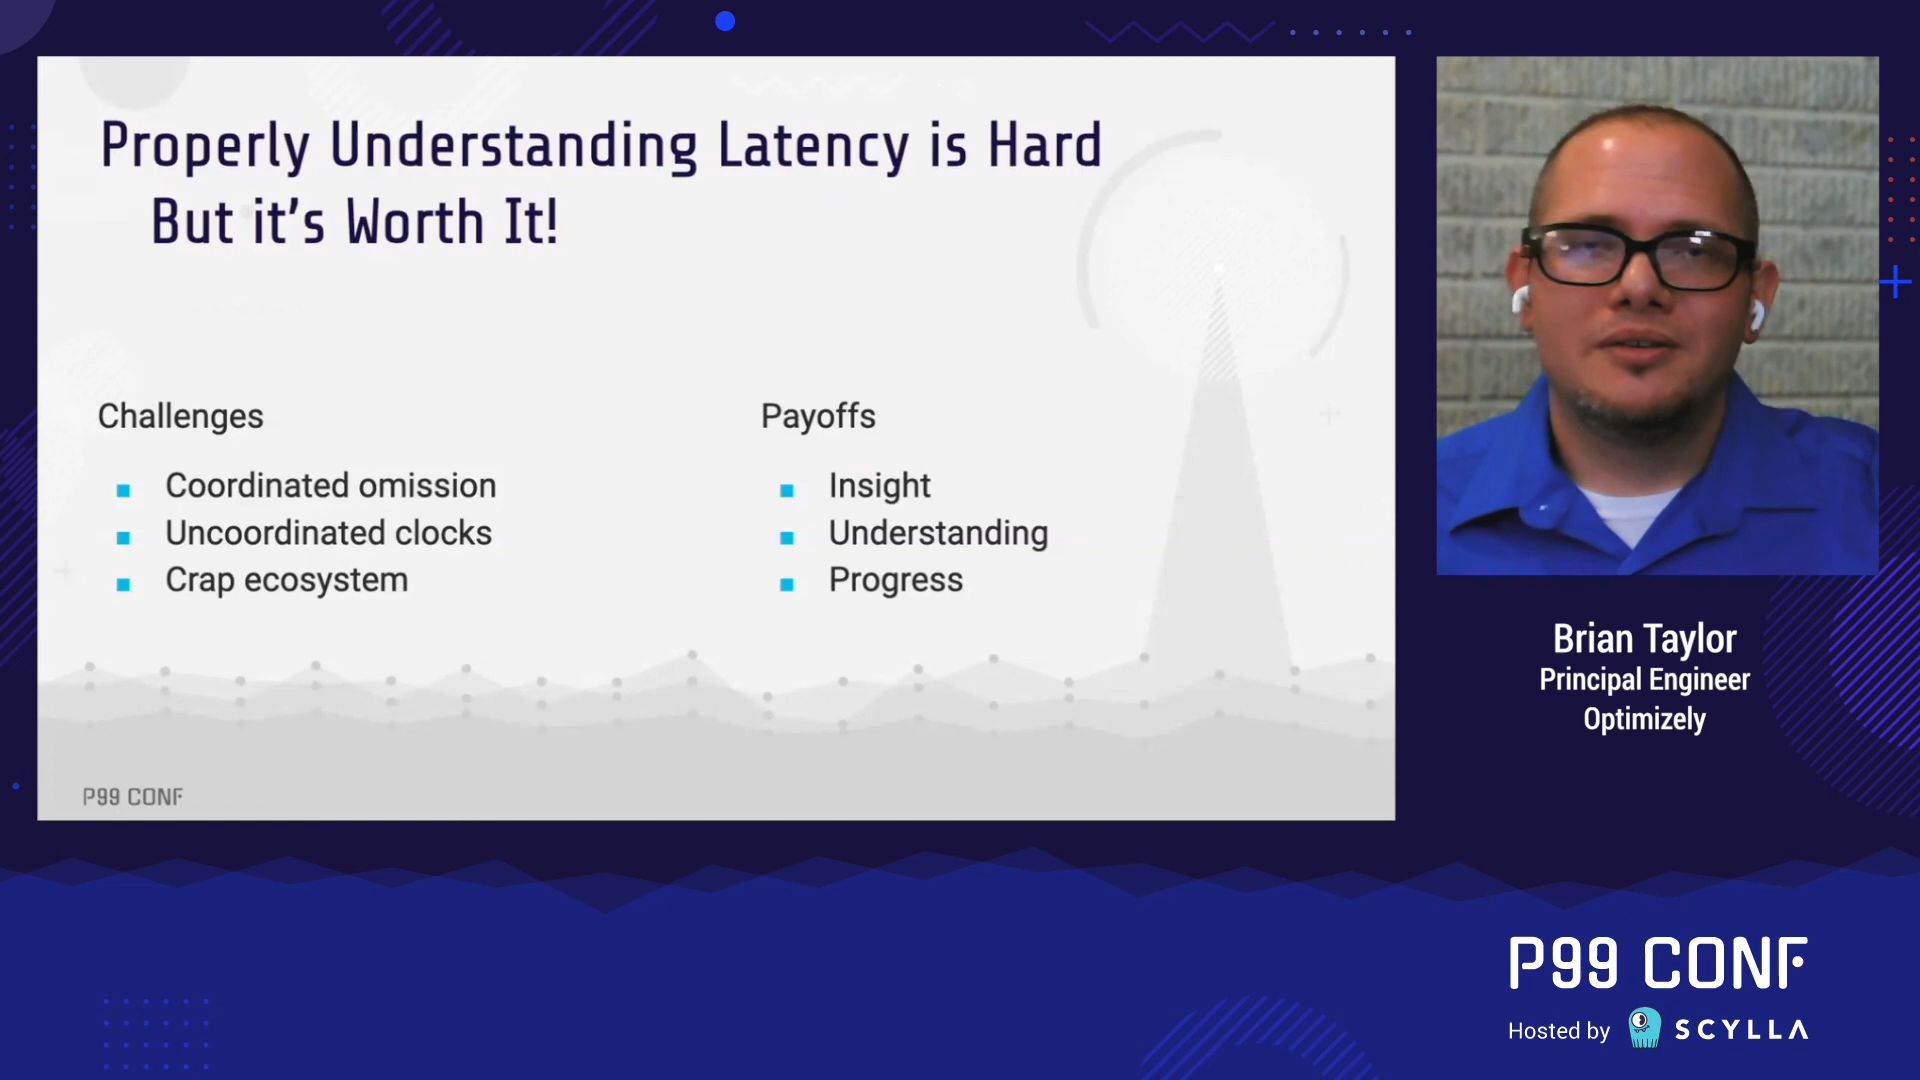 Properly Understanding Latency is Hard
But it's Worth It!
Challenges
Coordinated omission
Uncoordinated clocks
Crap ecosystem
Payoffs
Insight
Understanding
Progress
P99 CONF
Brian Taylor
Principal Engineer
Optimizely
P99 CONF
Hosted by SCYLLA